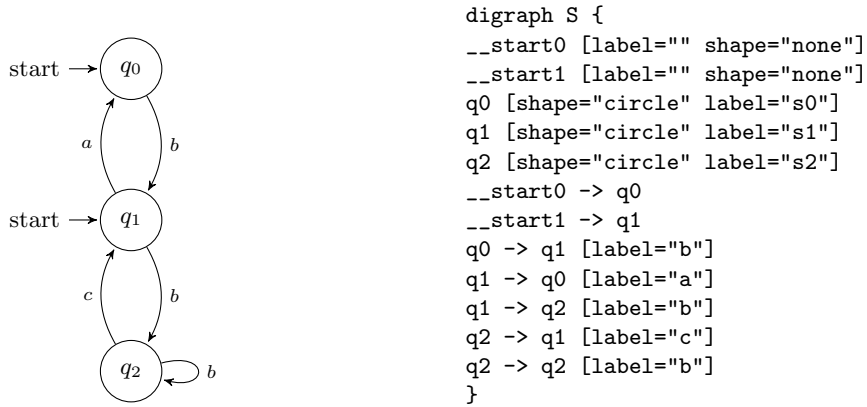 start q₀
a b
start q₁
c b
q₂ b
digraph S {
__start0 [label="" shape="none"]
__start1 [label="" shape="none"]
q0 [shape="circle" label="s0"]
q1 [shape="circle" label="s1"]
q2 [shape="circle" label="s2"]
__start0 -> q0
__start1 -> q1
q0 -> q1 [label="b"]
q1 -> q0 [label="a"]
q1 -> q2 [label="b"]
q2 -> q1 [label="c"]
q2 -> q2 [label="b"]
}